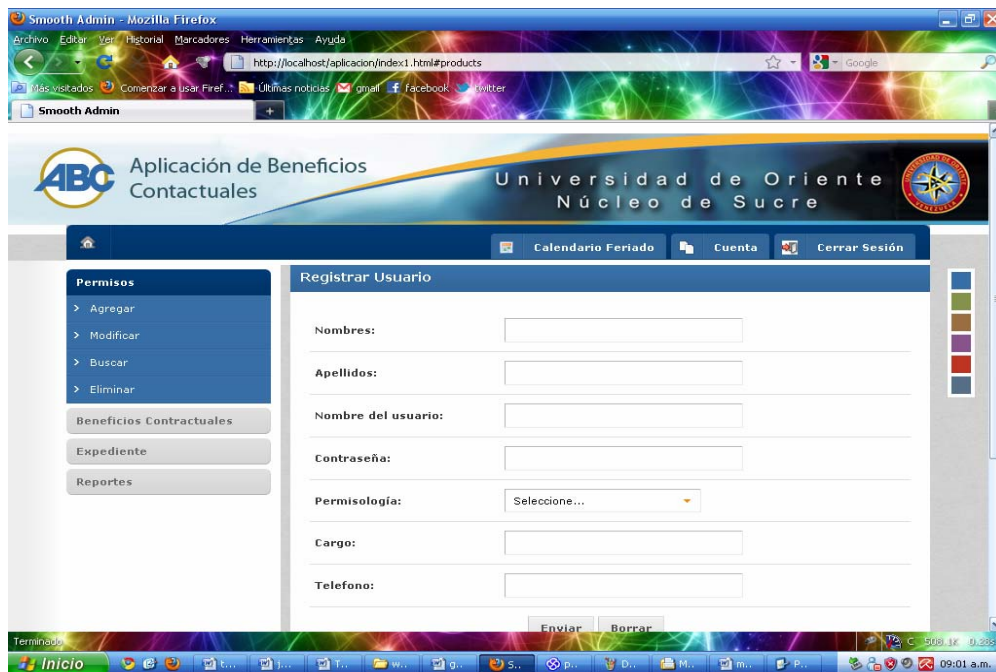 Smooth Admin - Mozilla Firefox
Archivo Editar Ver Historial Marcadores Herramientas Ayuda
http://localhost/aplicacion/index1.html#products
Google
Más visitados Comenzar a usar Firef... Últimas noticias gmail facebook twitter
Smooth Admin
ABC Aplicación de Beneficios Contactuales
Universidad de Oriente
Núcleo de Sucre
Calendario Feriado Cuenta Cerrar Sesión
Permisos
Agregar
Modificar
Buscar
Eliminar
Beneficios Contractuales
Expediente
Reportes
Registrar Usuario
Nombres:
Apellidos:
Nombre del usuario:
Contraseña:
Permisología: Seleccione...
Cargo:
Telefono:
Enviar Borrar
Terminado
Inicio t... j... T... w... g... S... p... D... M... m... P... 09:01 a.m.